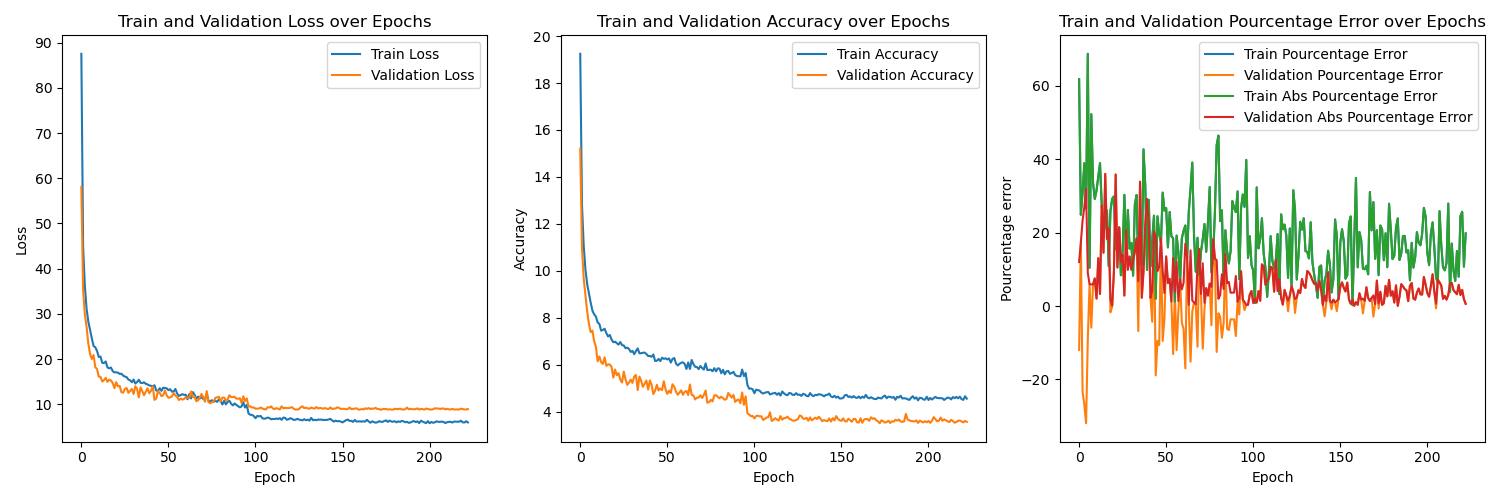 Train and Validation Loss over Epochs
90
80
70
60
50
40
30
20
10
Loss
0
50
100
150
200
Epoch
Train Loss
Validation Loss
Train and Validation Accuracy over Epochs
20
18
16
14
12
10
8
6
4
Accuracy
0
50
100
150
200
Epoch
Train Accuracy
Validation Accuracy
Train and Validation Pourcentage Error over Epochs
60
40
20
0
−20
Pourcentage error
0
50
100
150
200
Epoch
Train Pourcentage Error
Validation Pourcentage Error
Train Abs Pourcentage Error
Validation Abs Pourcentage Error